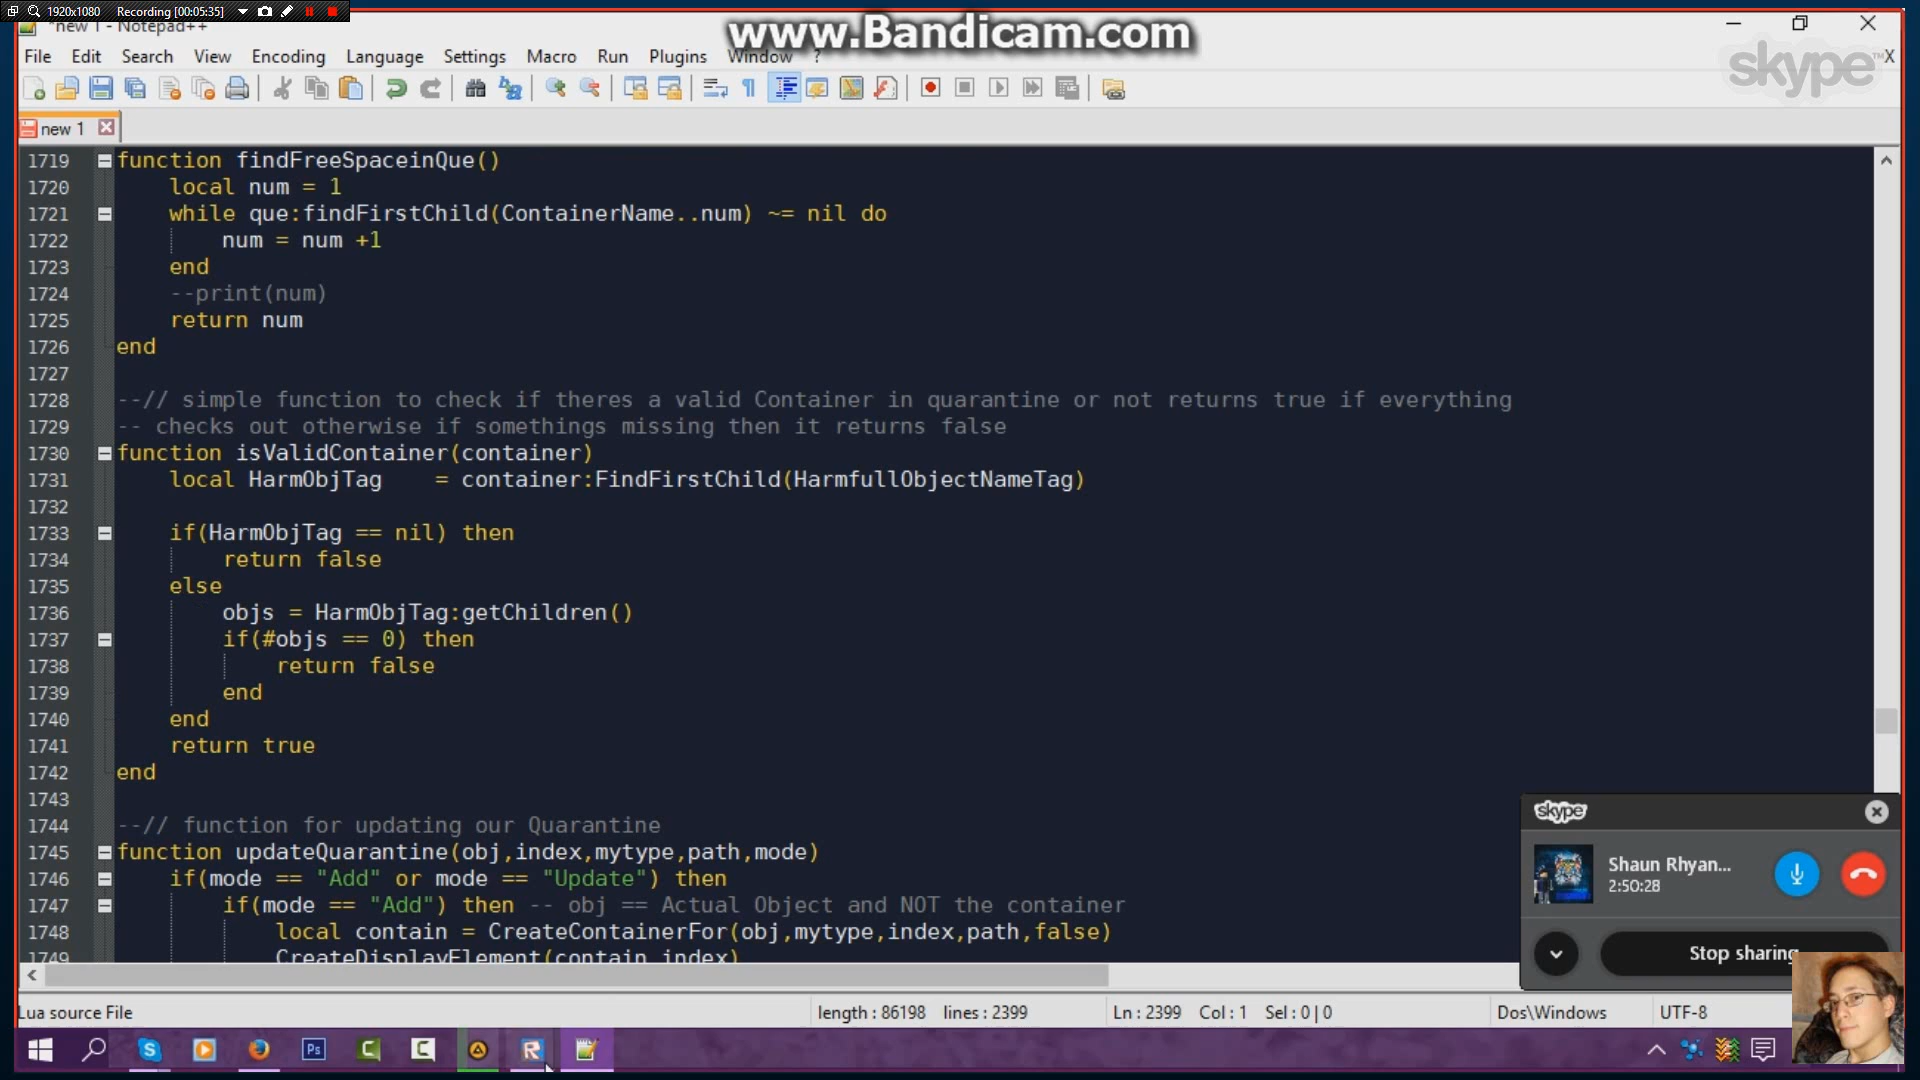 1920x1080 Recording [00:05:35]
*new 1 - Notepad++
www.Bandicam.com
File Edit Search View Encoding Language Settings Macro Run Plugins Window ? X
skype™
new 1
1719 function findFreeSpaceinQue()
1720 local num = 1
1721 while que:findFirstChild(ContainerName..num) ~= nil do
1722 num = num +1
1723 end
1724 --print(num)
1725 return num
1726 end
1727
1728 --// simple function to check if theres a valid Container in quarantine or not returns true if everything
1729 -- checks out otherwise if somethings missing then it returns false
1730 function isValidContainer(container)
1731 local HarmObjTag = container:FindFirstChild(HarmfullObjectNameTag)
1732
1733 if(HarmObjTag == nil) then
1734 return false
1735 else
1736 objs = HarmObjTag:getChildren()
1737 if(#objs == 0) then
1738 return false
1739 end
1740 end
1741 return true
1742 end
1743
1744 --// function for updating our Quarantine
1745 function updateQuarantine(obj,index,mytype,path,mode)
1746 if(mode == "Add" or mode == "Update") then
1747 if(mode == "Add") then -- obj == Actual Object and NOT the container
1748 local contain = CreateContainerFor(obj,mytype,index,path,false)
1749 CreateDisplayElement(contain,index)
skype
Shaun Rhyan...
2:50:28
Stop sharing
Lua source File length : 86198 lines : 2399 Ln : 2399 Col : 1 Sel : 0 | 0 Dos\Windows UTF-8